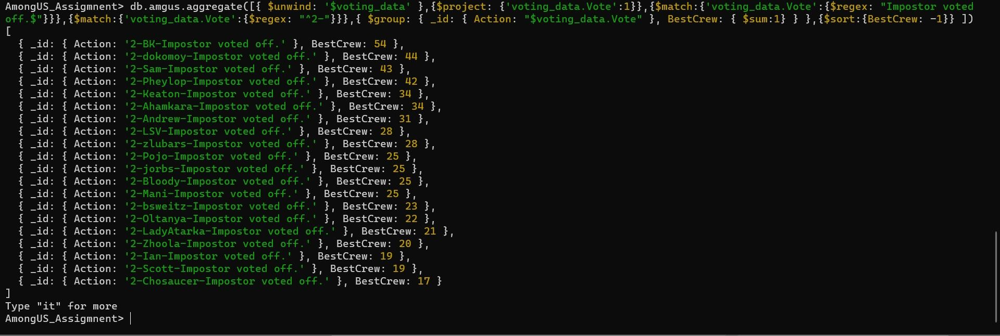 AmongUS_Assigmnent> db.amgus.aggregate([{ $unwind: '$voting_data' },{$project: {'voting_data.Vote':1}},{$match:{'voting_data.Vote':{$regex: "Impostor voted
off.$"}}},{$match:{'voting_data.Vote':{$regex: "^2-"}}},{ $group: { _id: { Action: "$voting_data.Vote" }, BestCrew: { $sum:1} } },{$sort:{BestCrew: -1}} ])
[
  { _id: { Action: '2-BK-Impostor voted off.' }, BestCrew: 54 },
  { _id: { Action: '2-dokomoy-Impostor voted off.' }, BestCrew: 44 },
  { _id: { Action: '2-Sam-Impostor voted off.' }, BestCrew: 43 },
  { _id: { Action: '2-Pheylop-Impostor voted off.' }, BestCrew: 42 },
  { _id: { Action: '2-Keaton-Impostor voted off.' }, BestCrew: 34 },
  { _id: { Action: '2-Ahamkara-Impostor voted off.' }, BestCrew: 34 },
  { _id: { Action: '2-Andrew-Impostor voted off.' }, BestCrew: 31 },
  { _id: { Action: '2-LSV-Impostor voted off.' }, BestCrew: 28 },
  { _id: { Action: '2-zlubars-Impostor voted off.' }, BestCrew: 28 },
  { _id: { Action: '2-Pojo-Impostor voted off.' }, BestCrew: 25 },
  { _id: { Action: '2-jorbs-Impostor voted off.' }, BestCrew: 25 },
  { _id: { Action: '2-Bloody-Impostor voted off.' }, BestCrew: 25 },
  { _id: { Action: '2-Mani-Impostor voted off.' }, BestCrew: 25 },
  { _id: { Action: '2-bsweitz-Impostor voted off.' }, BestCrew: 23 },
  { _id: { Action: '2-Oltanya-Impostor voted off.' }, BestCrew: 22 },
  { _id: { Action: '2-LadyAtarka-Impostor voted off.' }, BestCrew: 21 },
  { _id: { Action: '2-Zhoola-Impostor voted off.' }, BestCrew: 20 },
  { _id: { Action: '2-Ian-Impostor voted off.' }, BestCrew: 19 },
  { _id: { Action: '2-Scott-Impostor voted off.' }, BestCrew: 19 },
  { _id: { Action: '2-Chosaucer-Impostor voted off.' }, BestCrew: 17 }
]
Type "it" for more
AmongUS_Assigmnent>